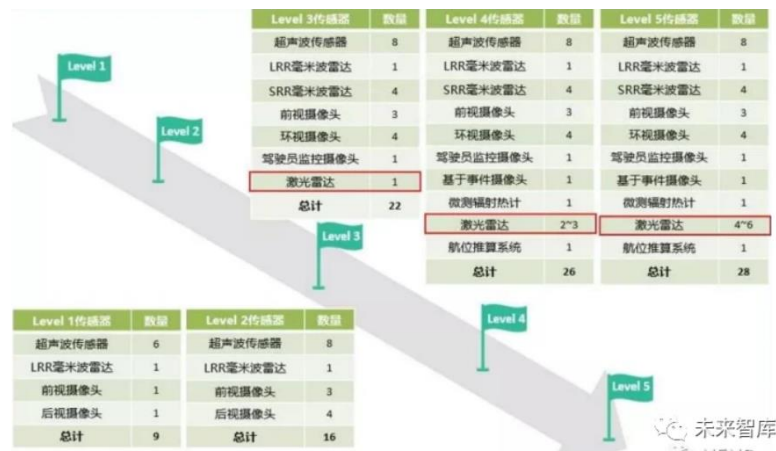 Level 3传感器 数量
超声波传感器 8
LRR毫米波雷达 1
SRR毫米波雷达 4
前视摄像头 3
环视摄像头 4
驾驶员监控摄像头 1
激光雷达 1
总计 22
Level 4传感器 数量
超声波传感器 8
LRR毫米波雷达 1
SRR毫米波雷达 4
前视摄像头 3
环视摄像头 4
驾驶员监控摄像头 1
基于事件摄像头 1
微测辐射热计 1
激光雷达 2~3
航位推算系统 1
总计 26
Level 5传感器 数量
超声波传感器 8
LRR毫米波雷达 1
SRR毫米波雷达 4
前视摄像头 3
环视摄像头 4
驾驶员监控摄像头 1
基于事件摄像头 1
微测辐射热计 1
激光雷达 4~6
航位推算系统 1
总计 28
Level 1
Level 2
Level 3
Level 4
Level 5
Level 1传感器 数量
超声波传感器 6
LRR毫米波雷达 1
前视摄像头 1
后视摄像头 1
总计 9
Level 2传感器 数量
超声波传感器 8
LRR毫米波雷达 1
前视摄像头 3
后视摄像头 4
总计 16
未来智库